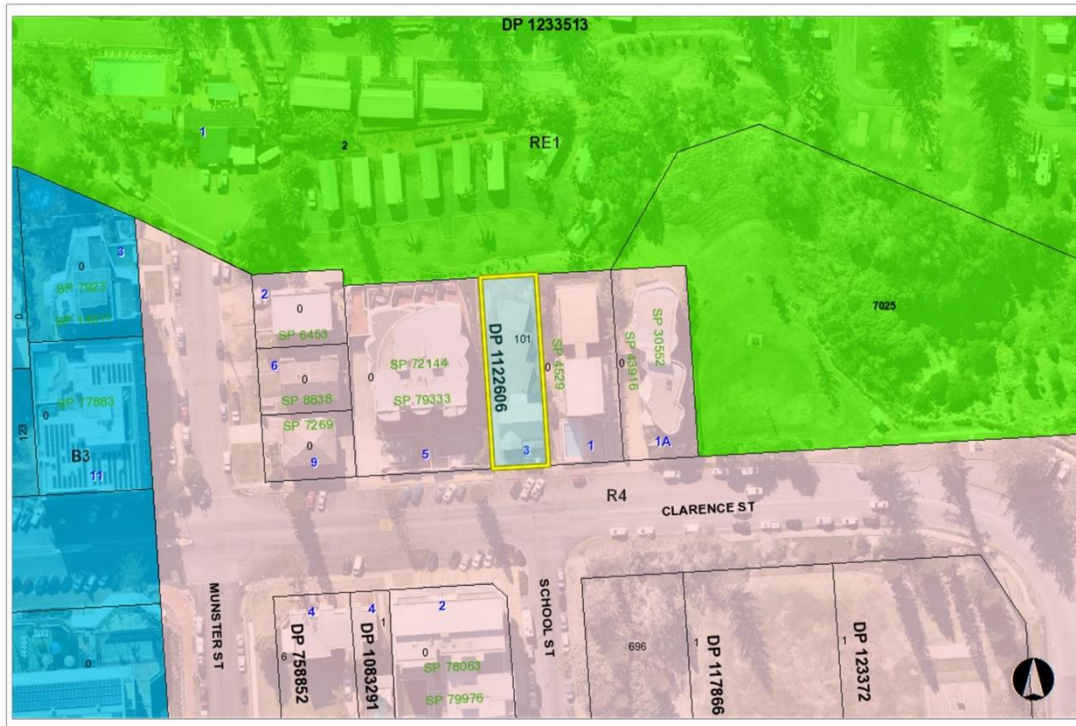 DP 1233513
1
2
RE1
3
0
SP 7923
0
2
0
SP 6453
6
0
SP 8838
SP 7269
0
9
0
SP 72144
SP 79333
5
DP 1122606
101
3
0
SP 4529
1
0
SP 43916
SP 30552
1A
7025
SP 17883
0
123
B3
11
R4
CLARENCE ST
MUNSTER ST
SCHOOL ST
4
6
DP 758852
4
1
DP 1083291
2
0
SP 78063
SP 79976
696
1
DP 117866
1
DP 123372
0